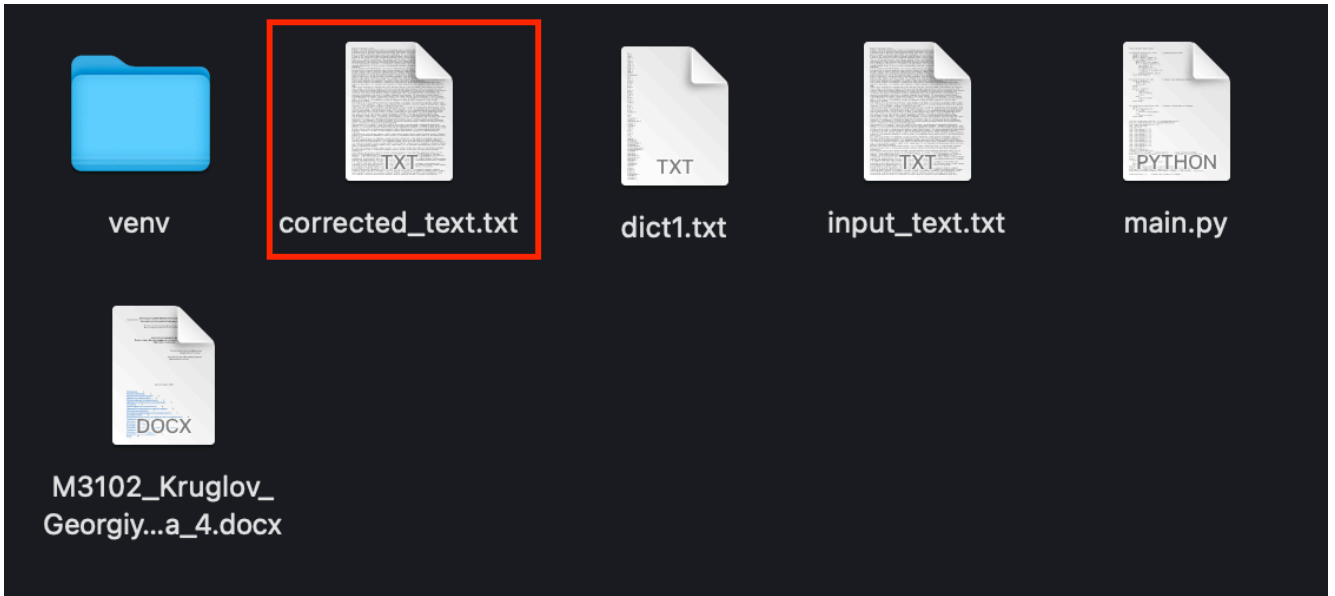 TXT
TXT
TXT
PYTHON
venv
corrected_text.txt
dict1.txt
input_text.txt
main.py
DOCX
M3102_Kruglov_
Georgiy...a_4.docx